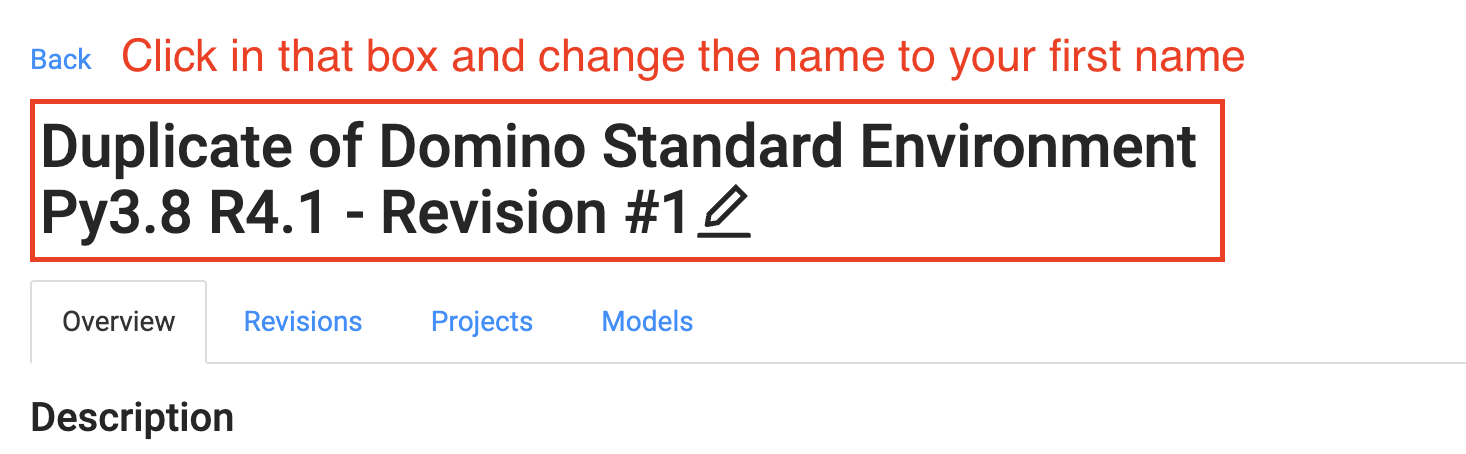 Back Click in that box and change the name to your first name
Duplicate of Domino Standard Environment
Py3.8 R4.1 - Revision #1
Overview Revisions Projects Models
Description